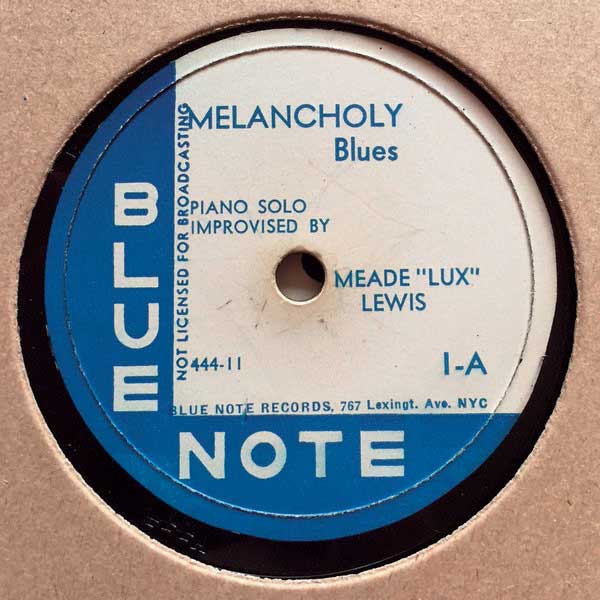 MELANCHOLY
Blues
NOT LICENSED FOR BROADCASTING
PIANO SOLO
IMPROVISED BY
MEADE "LUX"
LEWIS
444-11
1-A
BLUE NOTE RECORDS, 767 Lexingt. Ave. NYC
BLUE
NOTE